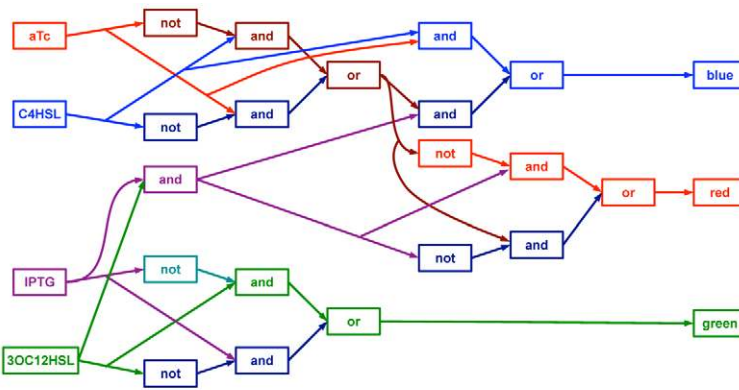 not
aTc
and
and
or
or
blue
C4HSL
not
and
and
not
and
and
or
red
not
and
IPTG
not
and
or
green
3OC12HSL
not
and